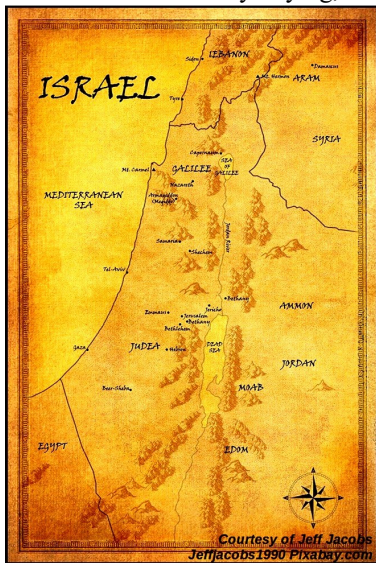 LEBANON
Sidon
Damascus
Mt. Hermon
ARAM
ISRAEL
Tyre
SYRIA
Capernaum
SEA
OF
GALILEE
Mt. Carmel
GALILEE
Nazareth
MEDITERRANEAN
SEA
Armageddon
(Megiddo)
Jordan River
Samaria
Shechem
Tel-Aviv
Bethany
Jericho
AMMON
Emmaus
Jerusalem
Bethany
Bethlehem
DEAD
SEA
Gaza
JUDEA
Hebron
JORDAN
Beer-Sheba
MOAB
EGYPT
EDOM
Courtesy of Jeff Jacobs
Jeffjacobs1990 Pixabay.com